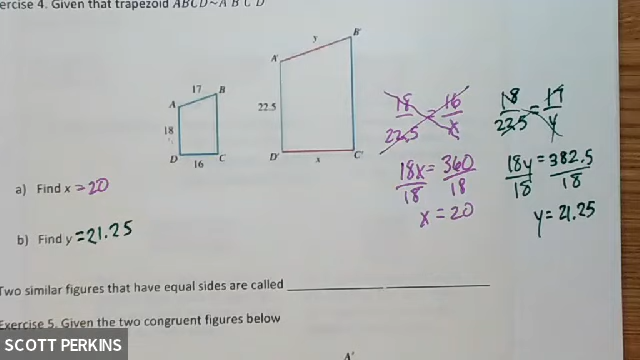 ercise 4. Given that trapezoid ABCD~A'B'C'D'
17
A
B
18
D
16
C
y
A'
B'
22.5
D'
x
C'
18/22.5 = 16/x
18x = 360
18 18
x = 20
18/22.5 = 17/y
18y = 382.5
18 18
y = 21.25
a) Find x = 20
b) Find y = 21.25
Two similar figures that have equal sides are called
Exercise 5. Given the two congruent figures below
A'
SCOTT PERKINS